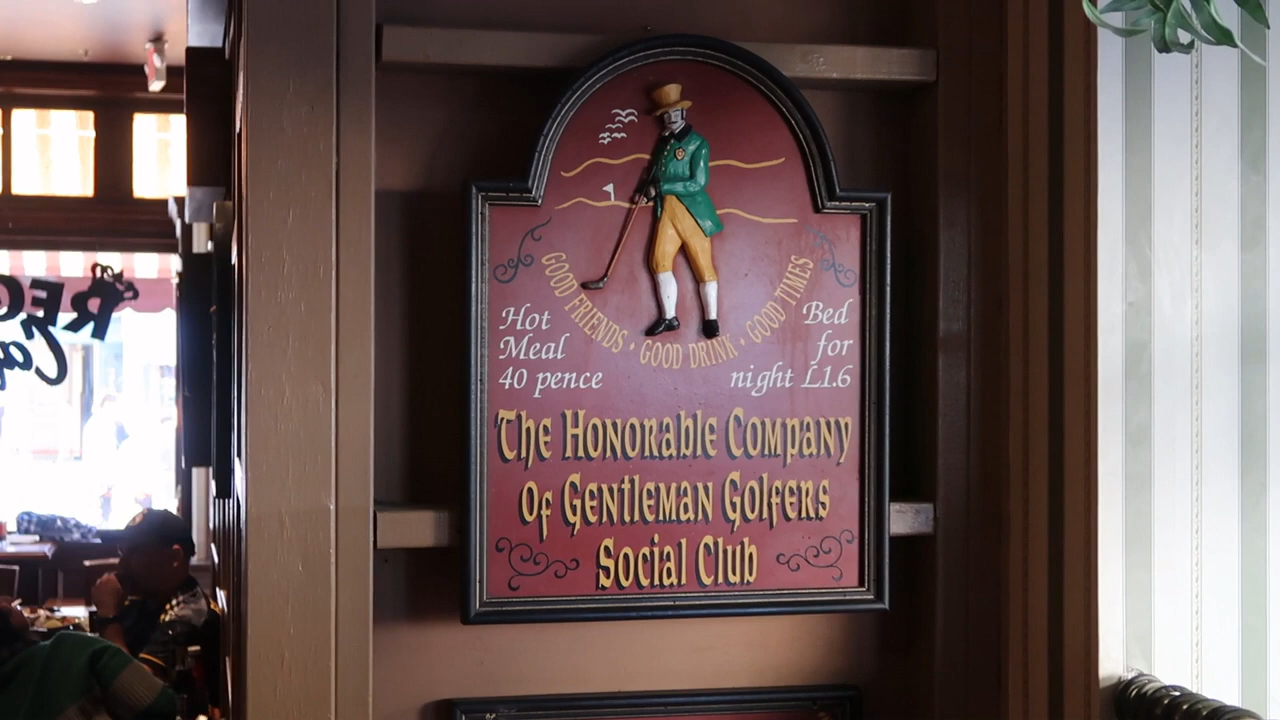 GOOD FRIENDS • GOOD DRINK • GOOD TIMES
Hot
Meal
40 pence
Bed
for
night £1.6
The Honorable Company
Of Gentleman Golfers
Social Club